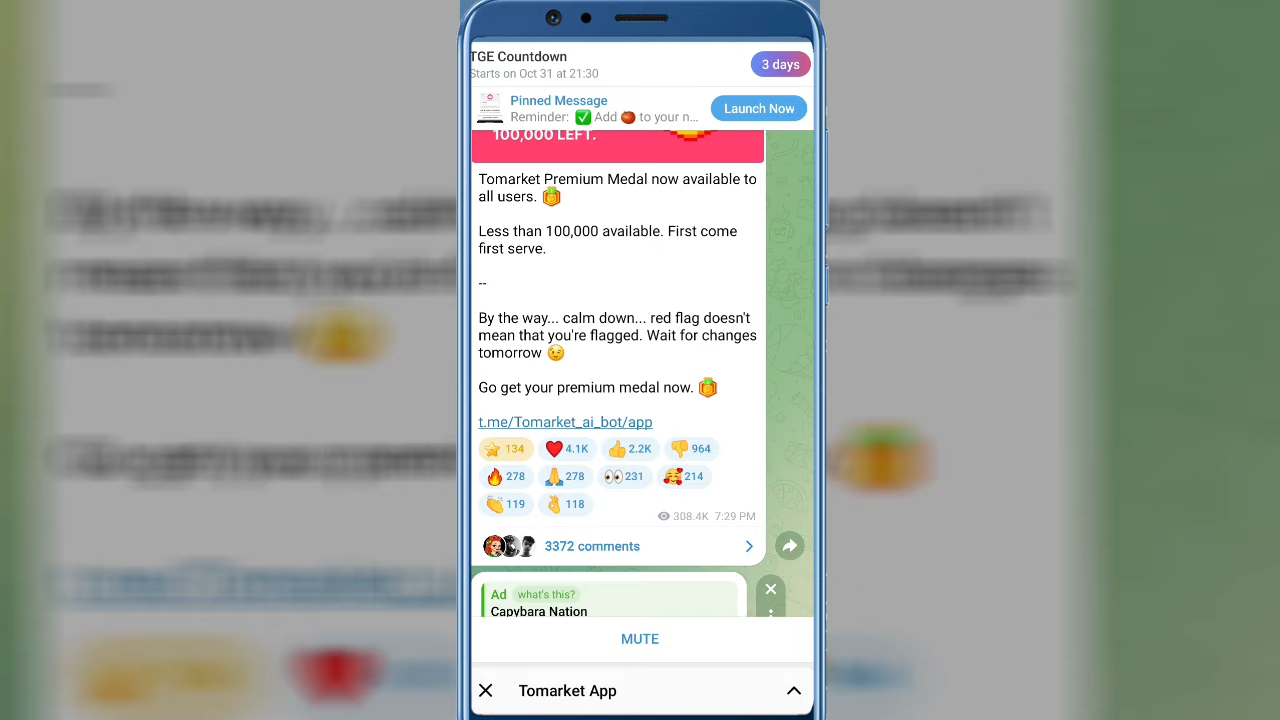 TGE Countdown
Starts on Oct 31 at 21:30
3 days
Pinned Message
Reminder: ✅ Add 🍅 to your n...
Launch Now
100,000 LEFT.
Tomarket Premium Medal now available to
all users.
Less than 100,000 available. First come
first serve.
--
By the way... calm down... red flag doesn't
mean that you're flagged. Wait for changes
tomorrow 😉
Go get your premium medal now.
t.me/Tomarket_ai_bot/app
⭐ 134 ❤️ 4.1K 👍 2.2K 👎 964
🔥 278 🙏 278 👀 231 🥰 214
👏 119 👌 118
308.4K 7:29 PM
3372 comments
Ad what's this?
Capybara Nation
MUTE
Tomarket App